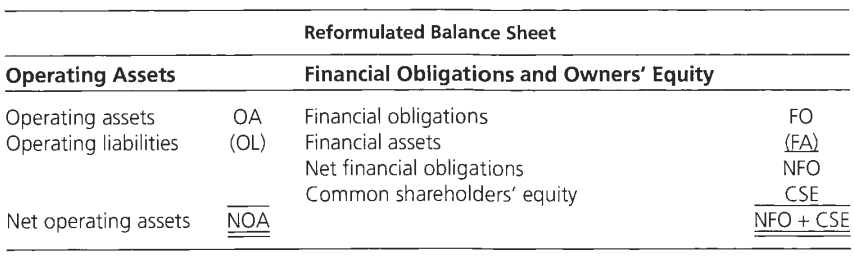 Reformulated Balance Sheet
Operating Assets Financial Obligations and Owners' Equity
Operating assets OA Financial obligations FO
Operating liabilities (OL) Financial assets (FA)
Net financial obligations NFO
Common shareholders' equity CSE
Net operating assets NOA NFO + CSE